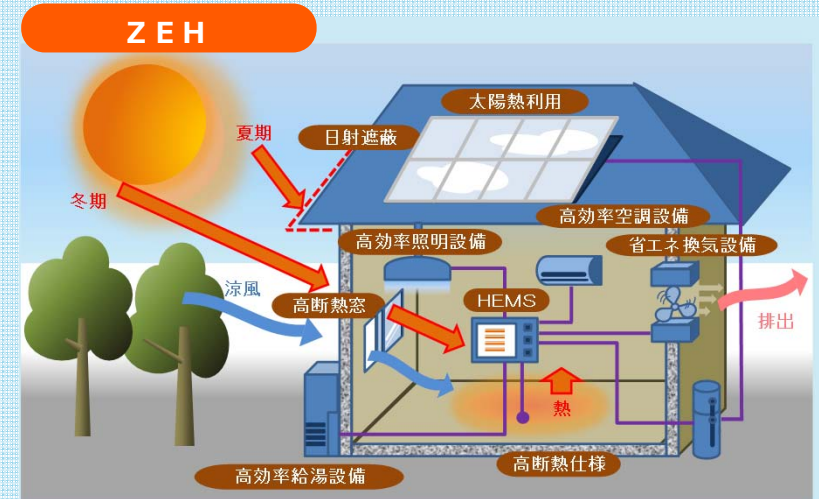 ZEH
太陽熱利用
夏期
日射遮蔽
冬期
高効率空調設備
高効率照明設備
省エネ換気設備
涼風
高断熱窓
HEMS
排出
熱
高断熱仕様
高効率給湯設備